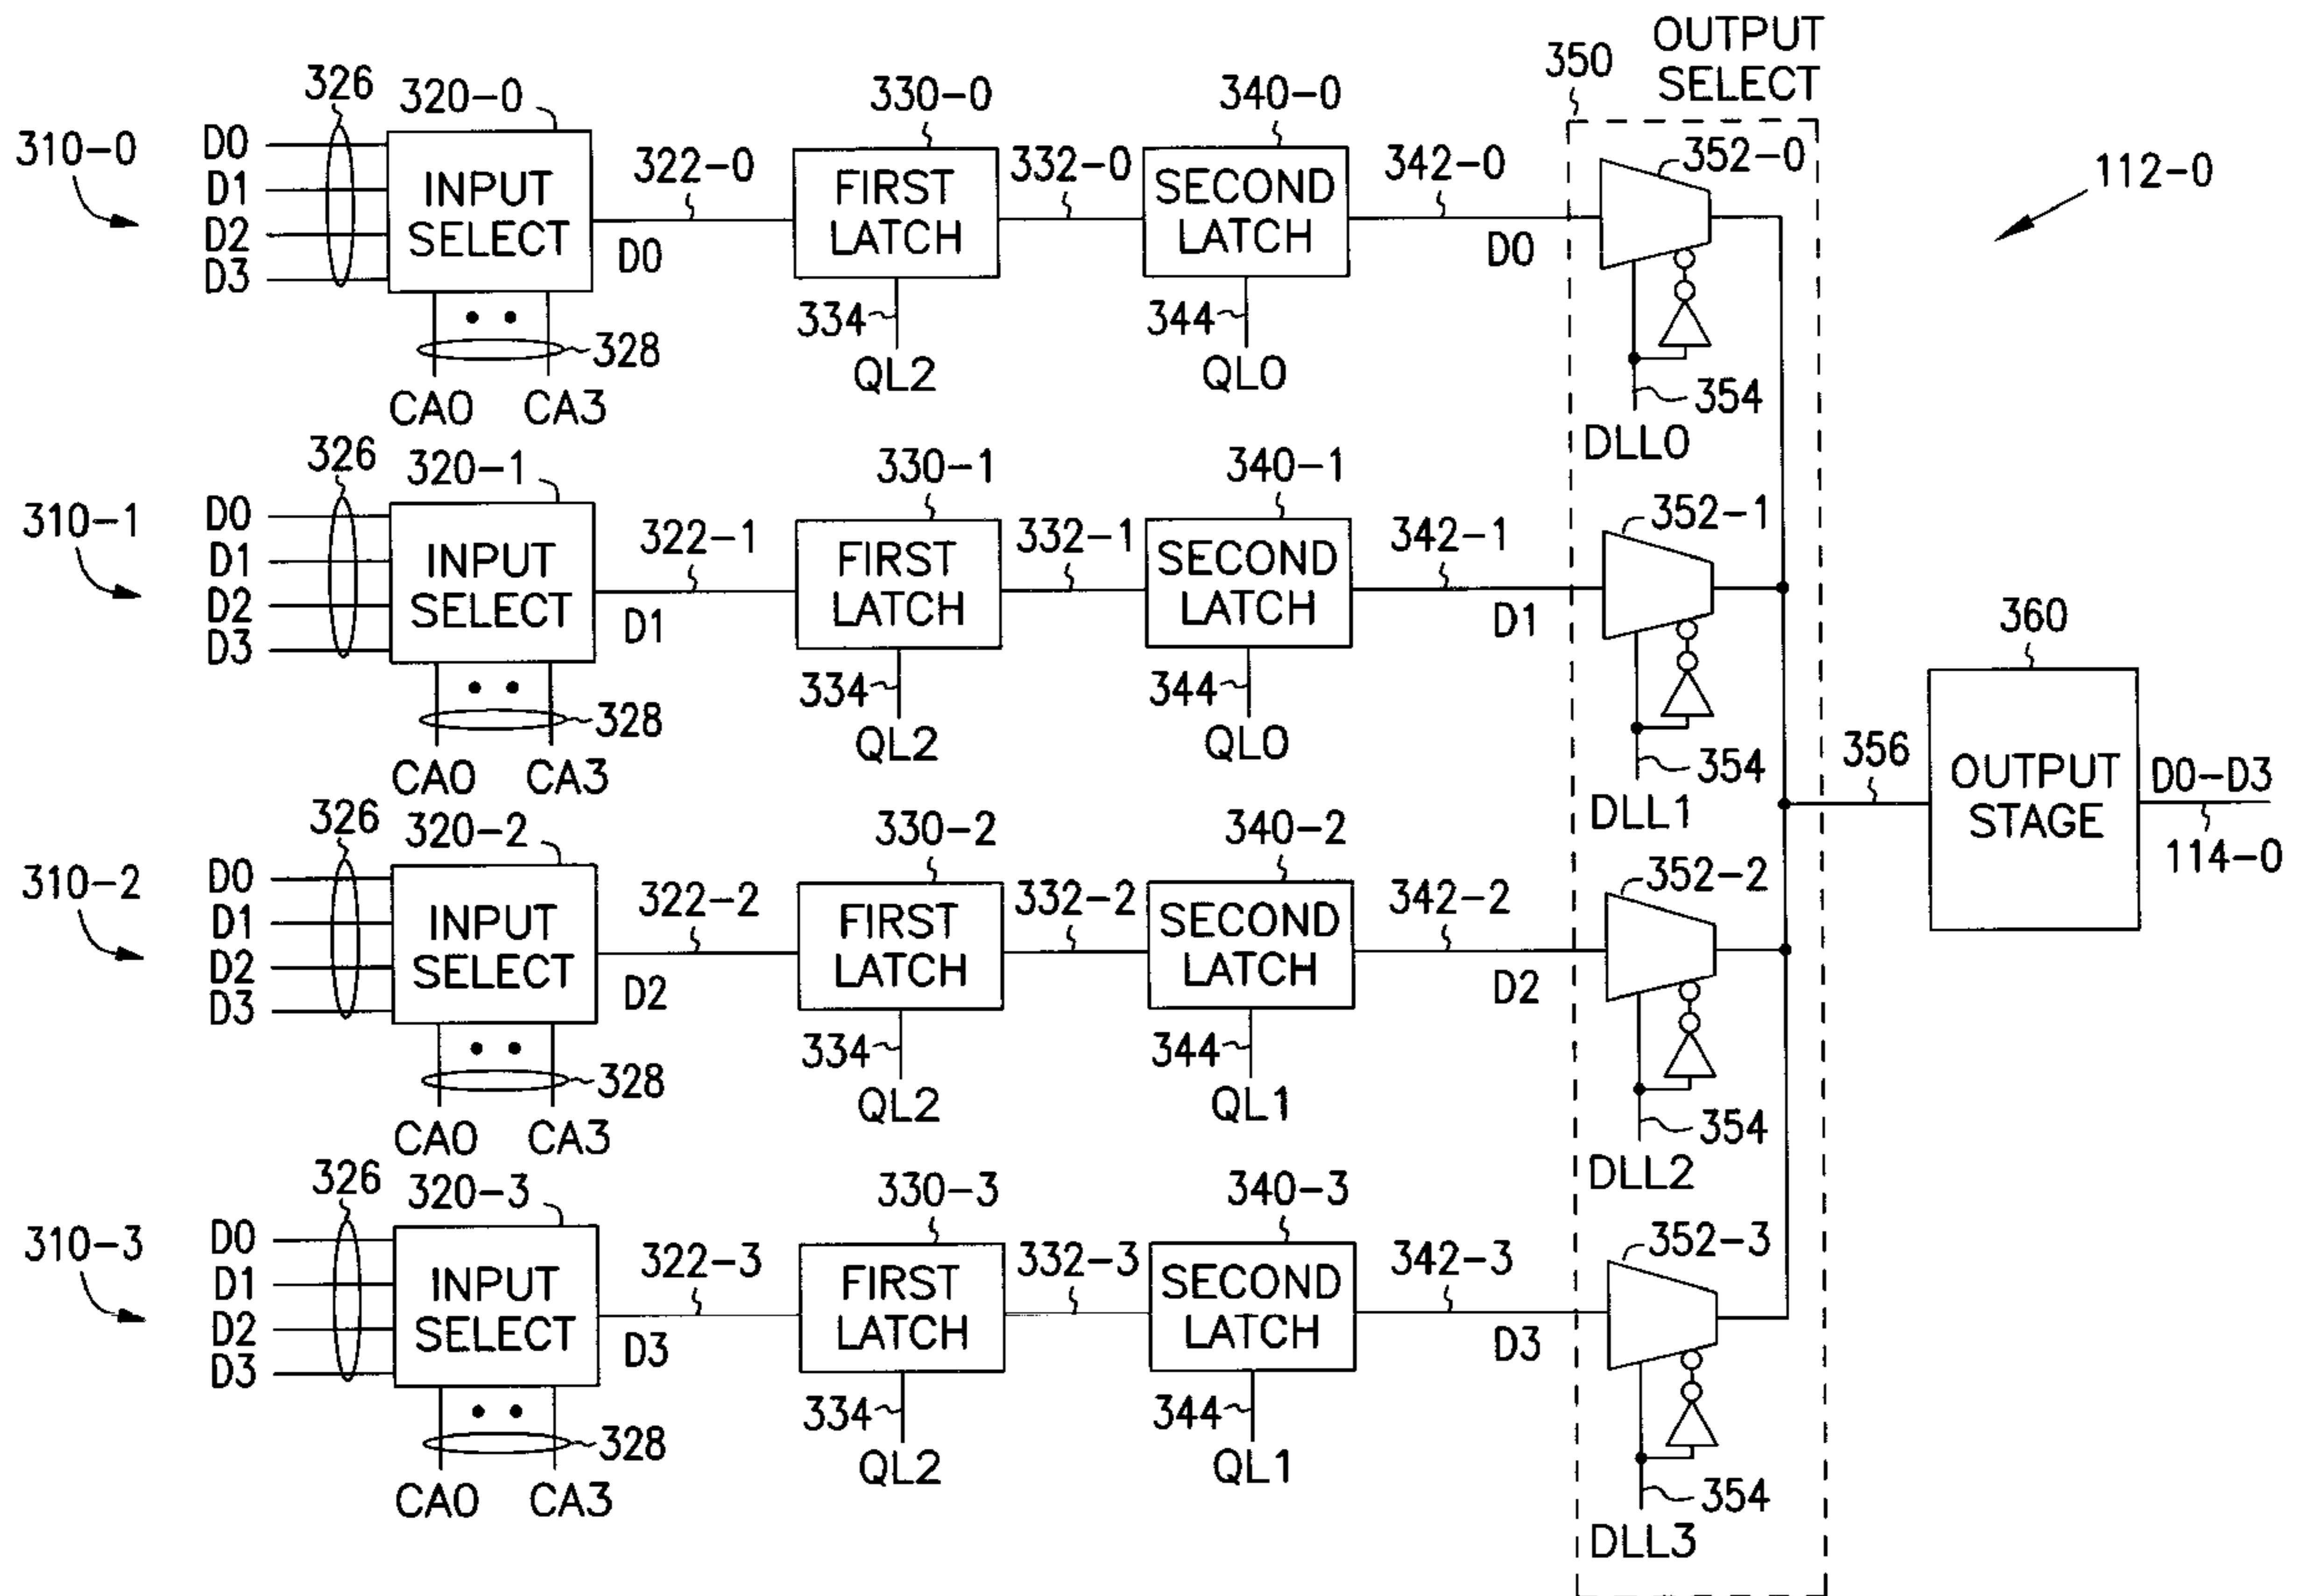 OUTPUT
SELECT
350
326
320-0
330-0
340-0
352-0
310-0
D0
D1
D2
D3
INPUT
SELECT
322-0
D0
FIRST
LATCH
332-0
SECOND
LATCH
342-0
D0
112-0
328
CA0
CA3
334
QL2
344
QL0
354
DLL0
326
320-1
330-1
340-1
352-1
310-1
D0
D1
D2
D3
INPUT
SELECT
322-1
D1
FIRST
LATCH
332-1
SECOND
LATCH
342-1
D1
328
CA0
CA3
334
QL2
344
QL0
354
DLL1
360
356
OUTPUT
STAGE
D0-D3
114-0
326
320-2
330-2
340-2
352-2
310-2
D0
D1
D2
D3
INPUT
SELECT
322-2
D2
FIRST
LATCH
332-2
SECOND
LATCH
342-2
D2
328
CA0
CA3
334
QL2
344
QL1
354
DLL2
326
320-3
330-3
340-3
352-3
310-3
D0
D1
D2
D3
INPUT
SELECT
322-3
D3
FIRST
LATCH
332-3
SECOND
LATCH
342-3
D3
328
CA0
CA3
334
QL2
344
QL1
354
DLL3